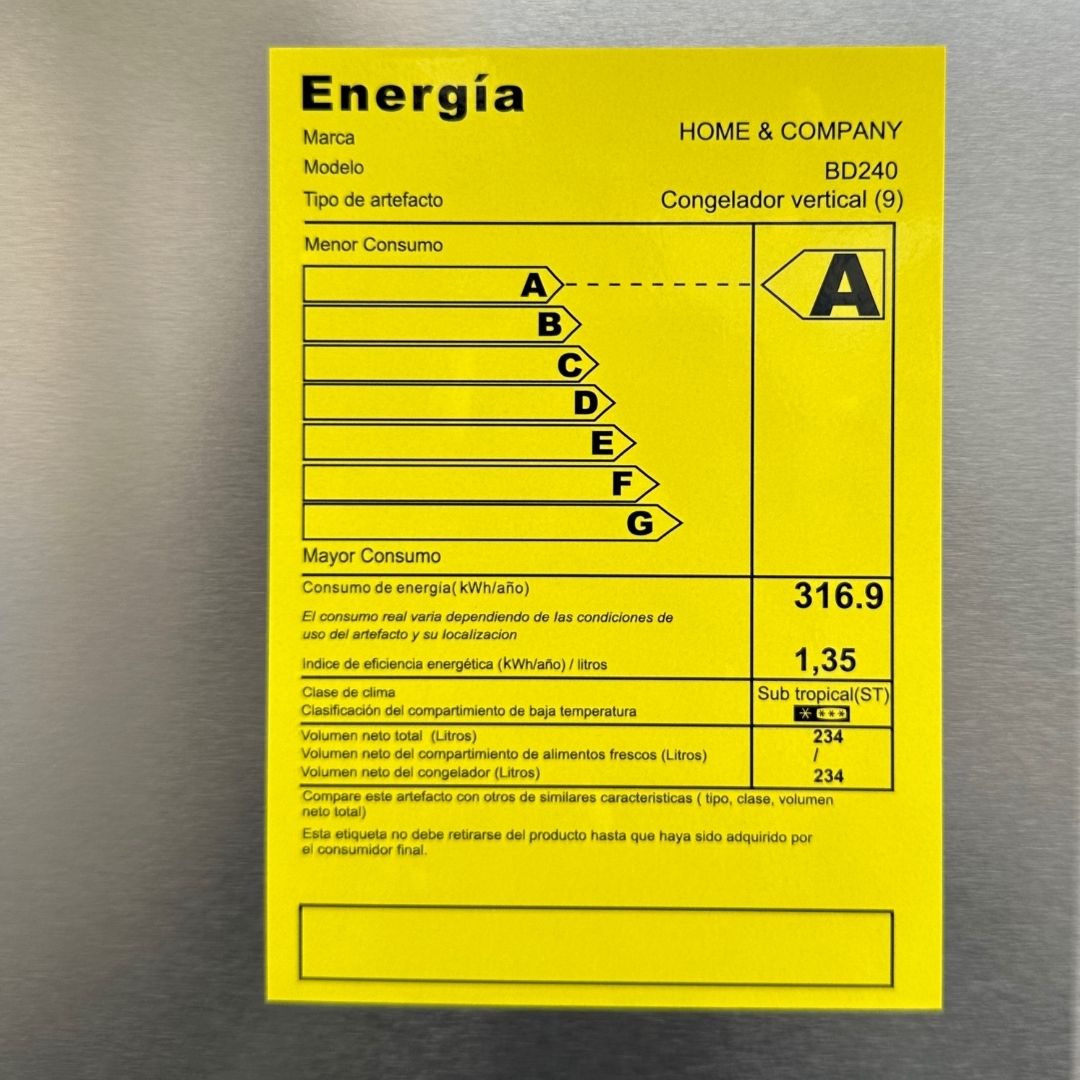 Energía
Marca HOME & COMPANY
Modelo BD240
Tipo de artefacto Congelador vertical (9)
Menor Consumo
A A
B
C
D
E
F
G
Mayor Consumo
Consumo de energia( kWh/año) 316.9
El consumo real varia dependiendo de las condiciones de
uso del artefacto y su localizacion
Indice de eficiencia energética (kWh/año) / litros 1,35
Clase de clima Sub tropical(ST)
Clasificación del compartimiento de baja temperatura * ***
Volumen neto total (Litros) 234
Volumen neto del compartimiento de alimentos frescos (Litros) /
Volumen neto del congelador (Litros) 234
Compare este artefacto con otros de similares caracteristicas ( tipo, clase, volumen
neto total)
Esta etiqueta no debe retirarse del producto hasta que haya sido adquirido por
el consumidor final.